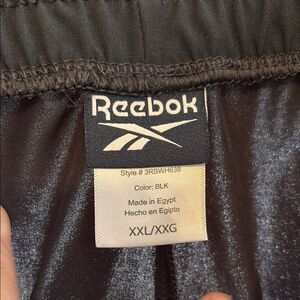 Reebok
Style # 3RBWH638
Color: BLK
Made in Egypt
Hecho en Egipto
XXL/XXG